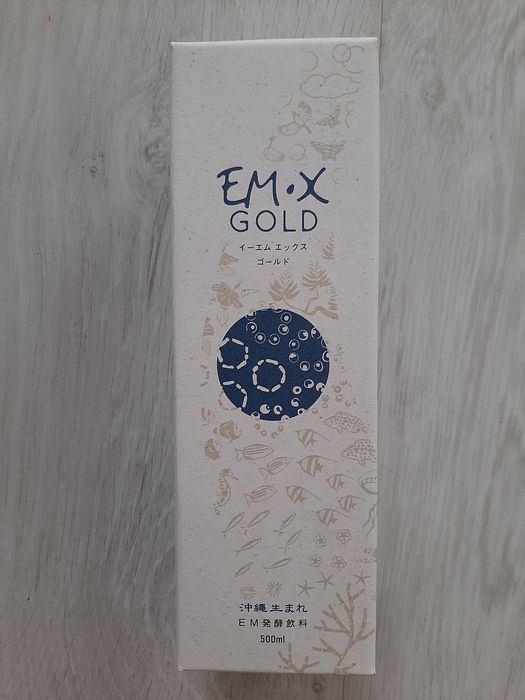 EM・X
GOLD
イーエム エックス
ゴールド
沖縄生まれ
EM発酵飲料
500ml